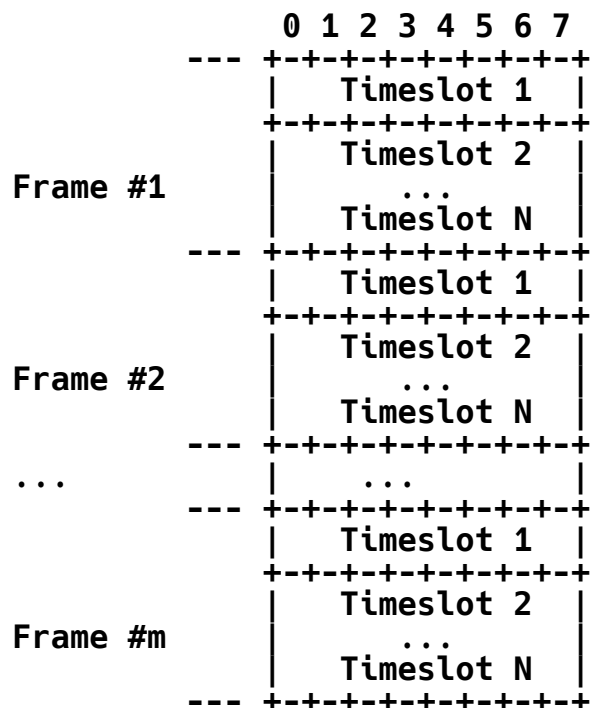 0 1 2 3 4 5 6 7
              --- +-+-+-+-+-+-+-+-+
                  |   Timeslot 1  |
                  +-+-+-+-+-+-+-+-+
                  |   Timeslot 2  |
Frame #1          |      ...      |
                  |   Timeslot N  |
              --- +-+-+-+-+-+-+-+-+
                  |   Timeslot 1  |
                  +-+-+-+-+-+-+-+-+
                  |   Timeslot 2  |
Frame #2          |      ...      |
                  |   Timeslot N  |
              --- +-+-+-+-+-+-+-+-+
...               |    ...        |
              --- +-+-+-+-+-+-+-+-+
                  |   Timeslot 1  |
                  +-+-+-+-+-+-+-+-+
                  |   Timeslot 2  |
Frame #m          |      ...      |
                  |   Timeslot N  |
              --- +-+-+-+-+-+-+-+-+